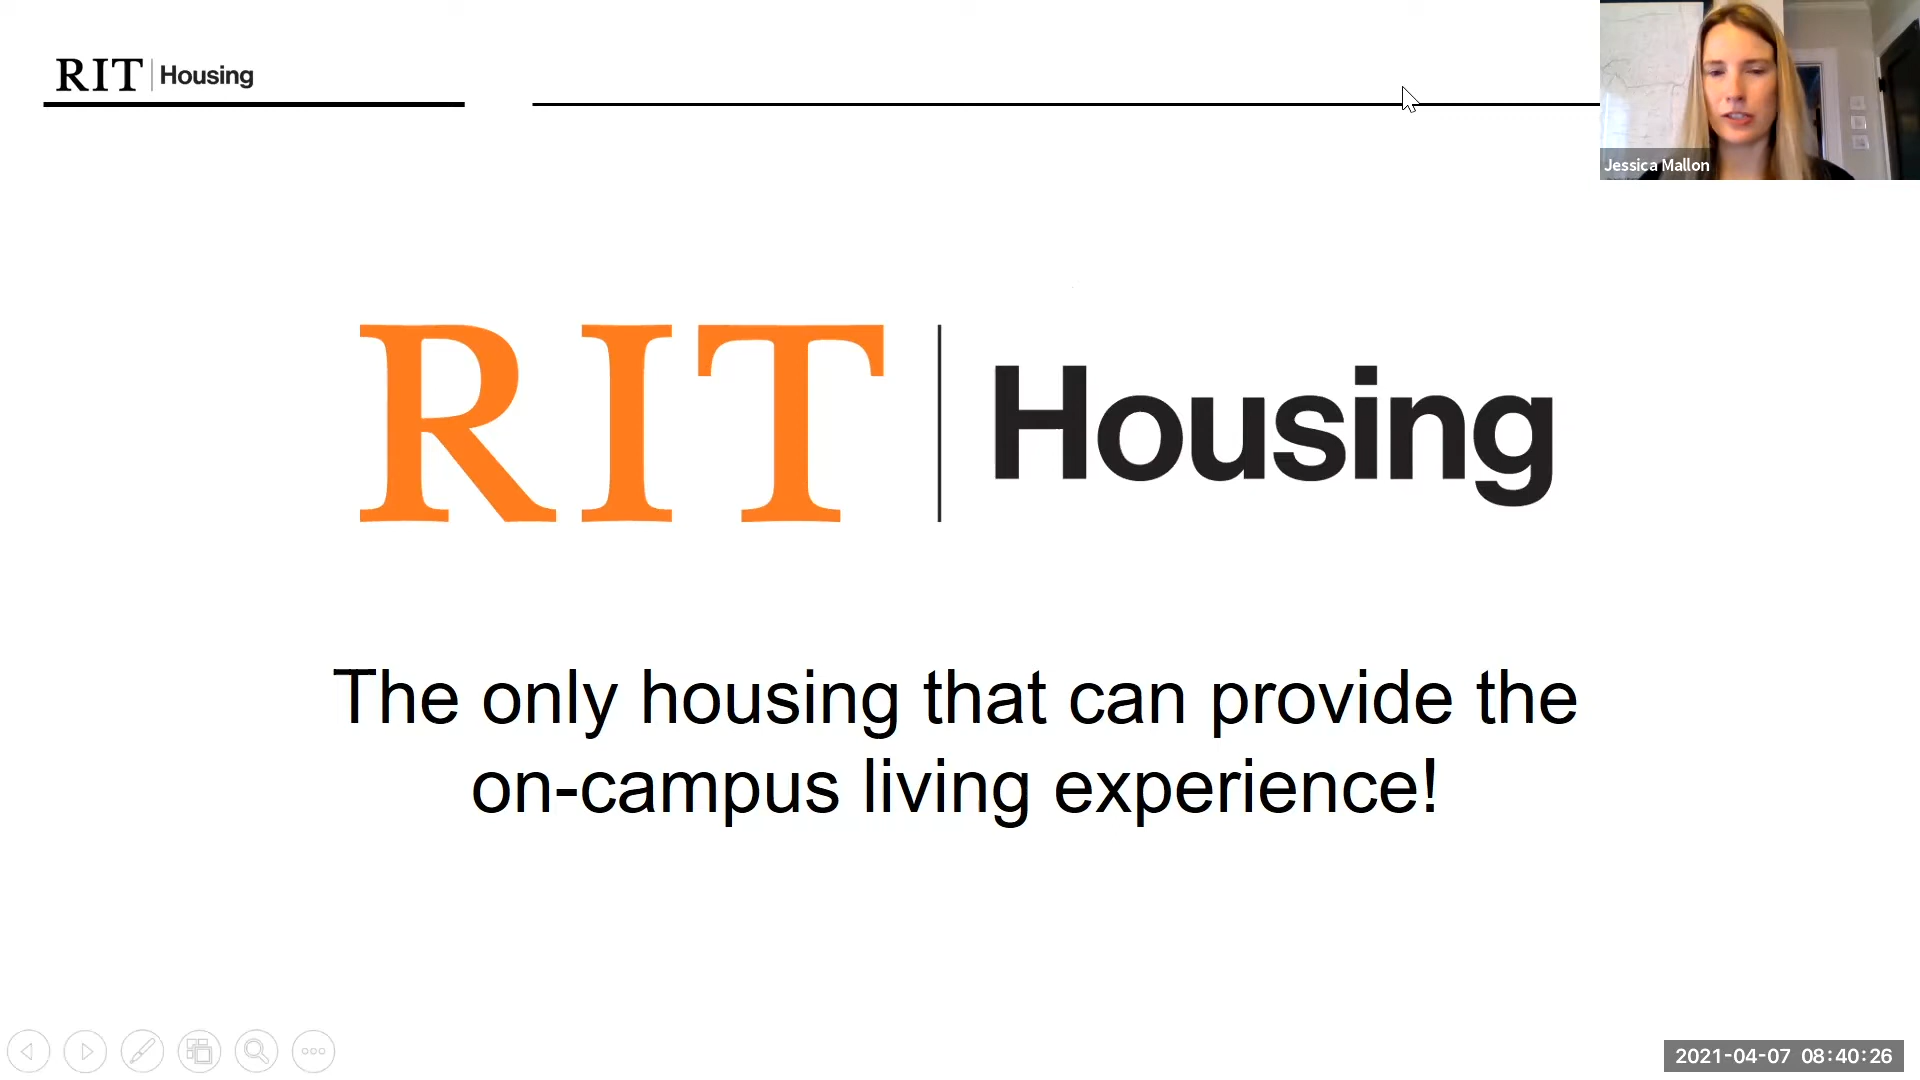 RIT Housing
Jessica Mallon
RIT Housing
The only housing that can provide the
on-campus living experience!
2021-04-07 08:40:26